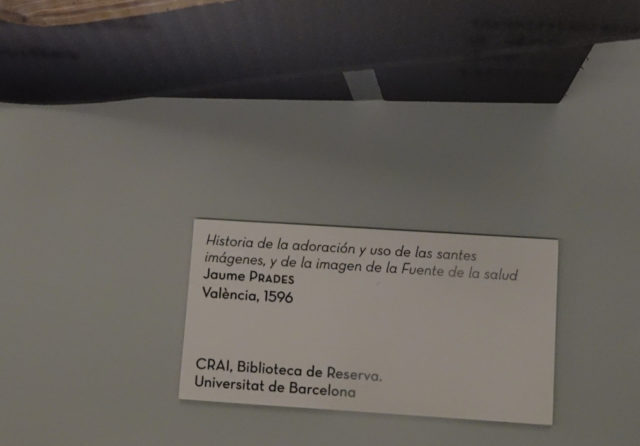 Historia de la adoración y uso de las santes
imágenes, y de la imagen de la Fuente de la salud
Jaume PRADES
València, 1596
CRAI, Biblioteca de Reserva.
Universitat de Barcelona